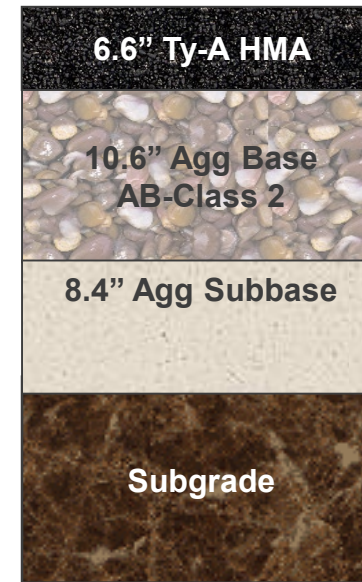 6.6” Ty-A HMA
10.6” Agg Base
AB-Class 2
8.4” Agg Subbase
Subgrade